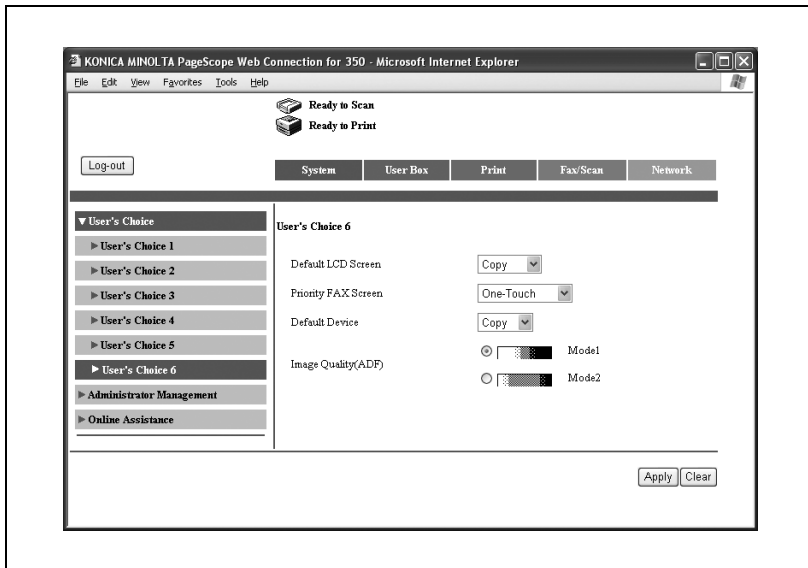 KONICA MINOLTA PageScope Web Connection for 350 - Microsoft Internet Explorer
File Edit View Favorites Tools Help
Ready to Scan
Ready to Print
Log-out
System User Box Print Fax/Scan Network
▼User's Choice
▶User's Choice 1
▶User's Choice 2
▶User's Choice 3
▶User's Choice 4
▶User's Choice 5
▶User's Choice 6
▶Administrator Management
▶Online Assistance
User's Choice 6
Default LCD Screen Copy
Priority FAX Screen One-Touch
Default Device Copy
Image Quality(ADF)
Mode1
Mode2
Apply Clear